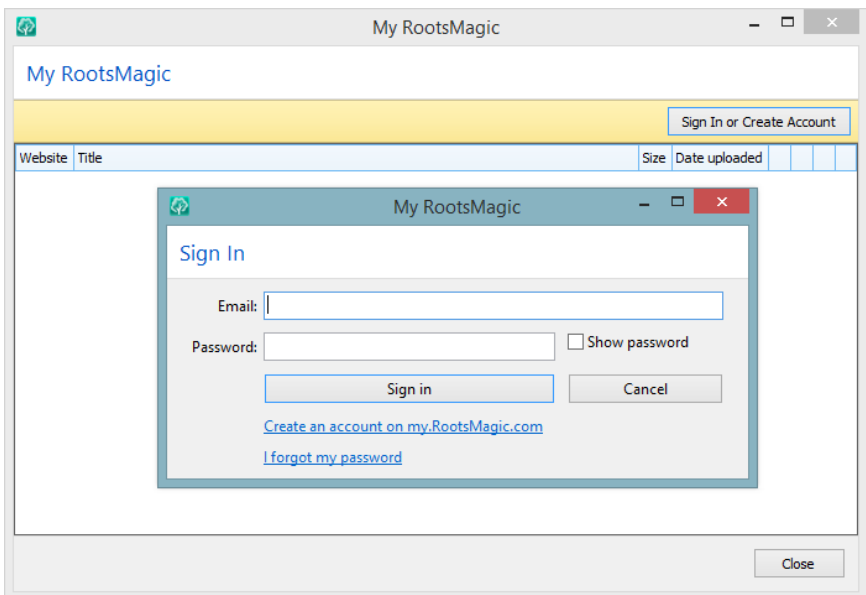 My RootsMagic
My RootsMagic
Sign In or Create Account
Website Title Size Date uploaded
My RootsMagic
Sign In
Email:
Password: Show password
Sign in Cancel
Create an account on my.RootsMagic.com
I forgot my password
Close